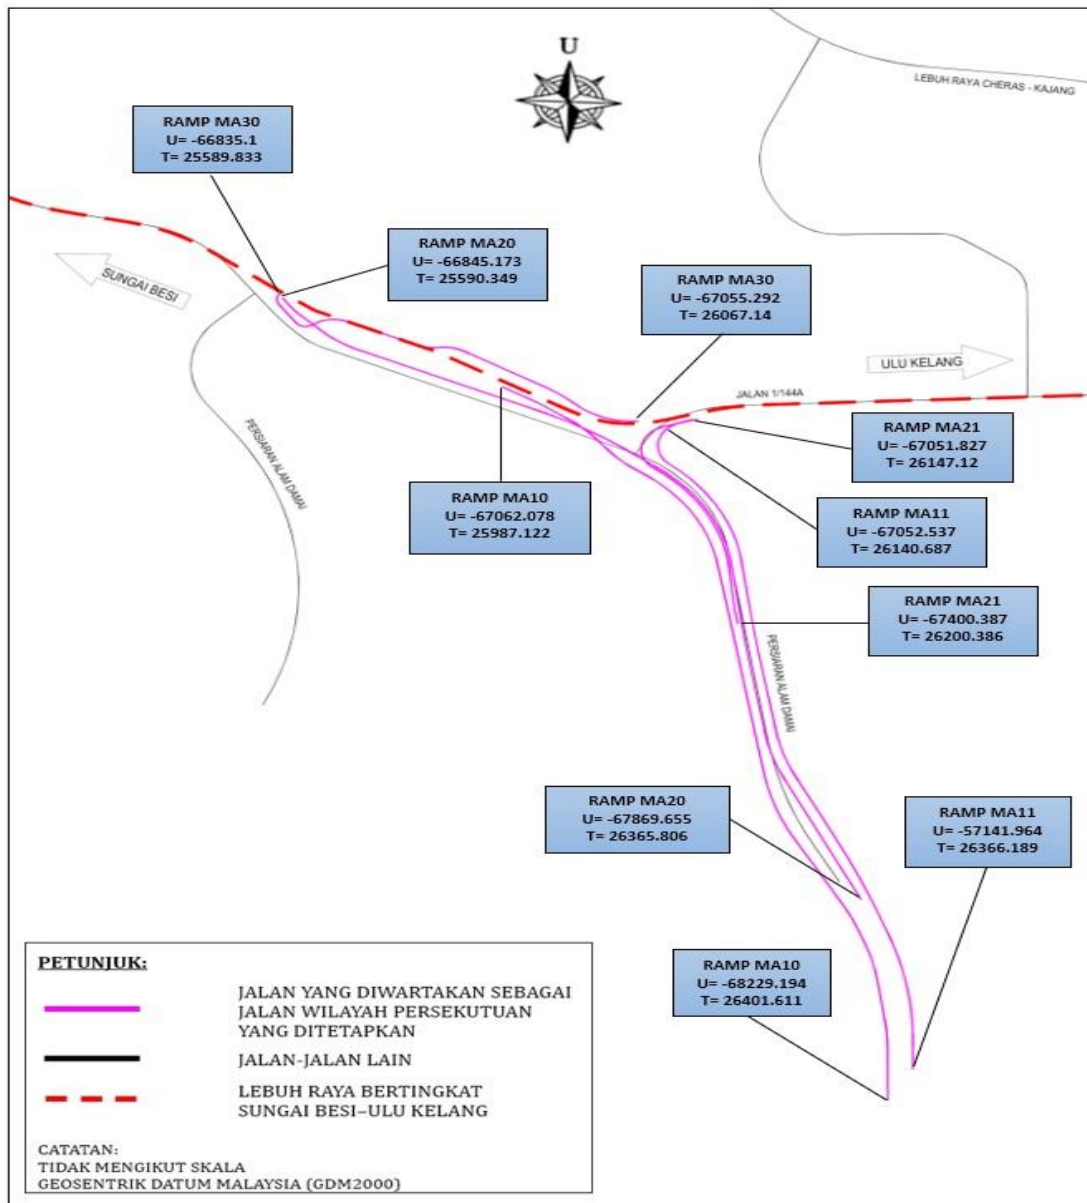 U
LEBUH RAYA CHERAS - KAJANG
RAMP MA30
U= -66835.1
T= 25589.833
RAMP MA20
U= -66845.173
T= 25590.349
SUNGAI BESI
RAMP MA30
U= -67055.292
T= 26067.14
ULU KELANG
JALAN 1/144A
PERSIARAN ALAM DAMAI
RAMP MA21
U= -67051.827
T= 26147.12
RAMP MA10
U= -67062.078
T= 25987.122
RAMP MA11
U= -67052.537
T= 26140.687
RAMP MA21
U= -67400.387
T= 26200.386
PERSIARAN ALAM DAMAI
RAMP MA20
U= -67869.655
T= 26365.806
RAMP MA11
U= -57141.964
T= 26366.189
RAMP MA10
U= -68229.194
T= 26401.611
PETUNJUK:
JALAN YANG DIWARTAKAN SEBAGAI
JALAN WILAYAH PERSEKUTUAN
YANG DITETAPKAN
JALAN-JALAN LAIN
LEBUH RAYA BERTINGKAT
SUNGAI BESI–ULU KELANG
CATATAN:
TIDAK MENGIKUT SKALA
GEOSENTRIK DATUM MALAYSIA (GDM2000)